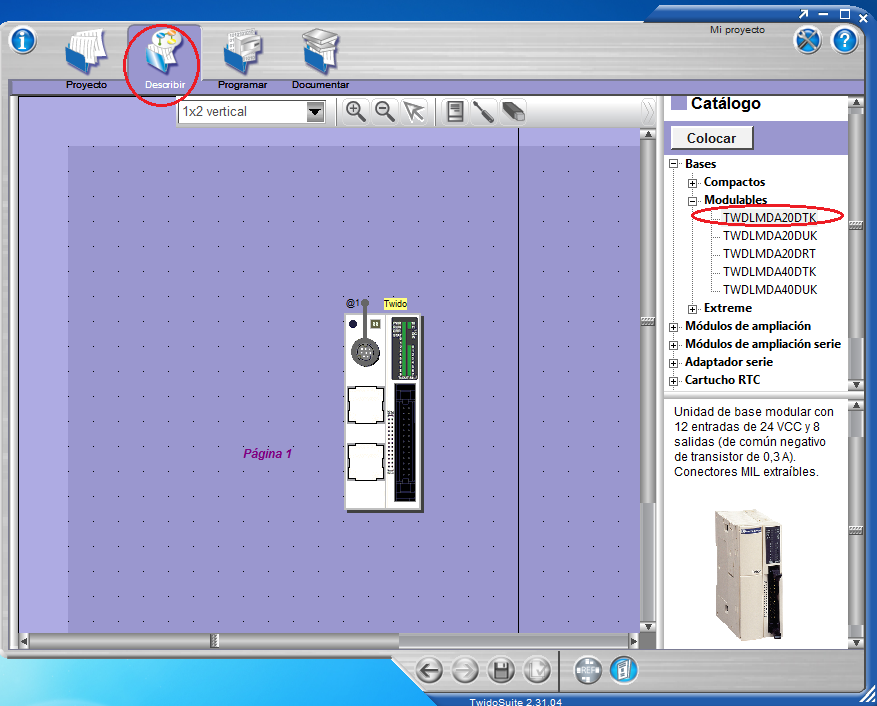 Mi proyecto
Proyecto
Describir
Programar
Documentar
1x2 vertical
Catálogo
Colocar
Bases
Compactos
Modulables
TWDLMDA20DTK
TWDLMDA20DUK
TWDLMDA20DRT
TWDLMDA40DTK
TWDLMDA40DUK
Extreme
Módulos de ampliación
Módulos de ampliación serie
Adaptador serie
Cartucho RTC
@1
Twido
Página 1
Unidad de base modular con
12 entradas de 24 VCC y 8
salidas (de común negativo
de transistor de 0,3 A).
Conectores MIL extraíbles.
REF
TwidoSuite 2.31.04